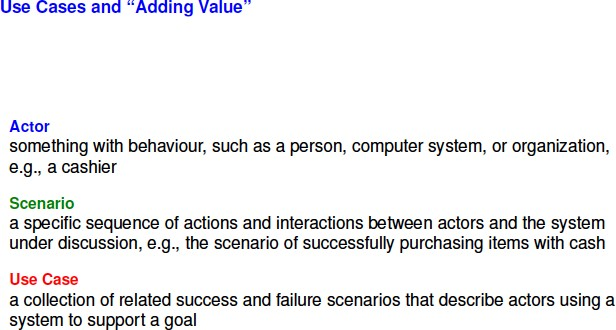 Use Cases and “Adding Value”
Actor
something with behaviour, such as a person, computer system, or organization,
e.g., a cashier
Scenario
a specific sequence of actions and interactions between actors and the system
under discussion, e.g., the scenario of successfully purchasing items with cash
Use Case
a collection of related success and failure scenarios that describe actors using a
system to support a goal